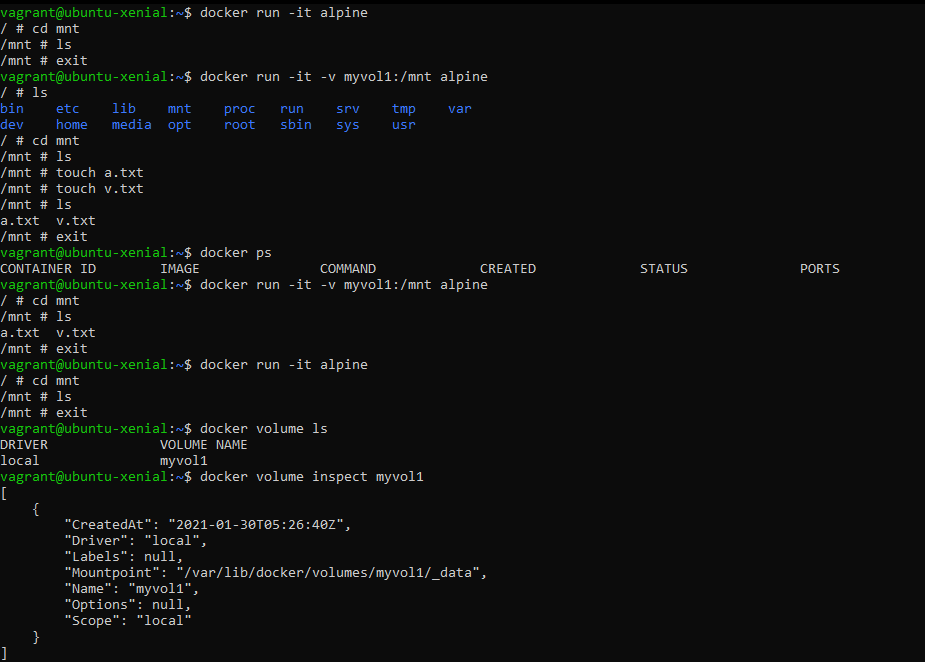 vagrant@ubuntu-xenial:~$ docker run -it alpine
/ # cd mnt
/mnt # ls
/mnt # exit
vagrant@ubuntu-xenial:~$ docker run -it -v myvol1:/mnt alpine
/ # ls
bin    etc    lib    mnt    proc   run    srv    tmp    var
dev    home   media  opt    root   sbin   sys    usr
/ # cd mnt
/mnt # ls
/mnt # touch a.txt
/mnt # touch v.txt
/mnt # ls
a.txt  v.txt
/mnt # exit
vagrant@ubuntu-xenial:~$ docker ps
CONTAINER ID        IMAGE               COMMAND             CREATED             STATUS              PORTS
vagrant@ubuntu-xenial:~$ docker run -it -v myvol1:/mnt alpine
/ # cd mnt
/mnt # ls
a.txt  v.txt
/mnt # exit
vagrant@ubuntu-xenial:~$ docker run -it alpine
/ # cd mnt
/mnt # ls
/mnt # exit
vagrant@ubuntu-xenial:~$ docker volume ls
DRIVER              VOLUME NAME
local               myvol1
vagrant@ubuntu-xenial:~$ docker volume inspect myvol1
[
    {
        "CreatedAt": "2021-01-30T05:26:40Z",
        "Driver": "local",
        "Labels": null,
        "Mountpoint": "/var/lib/docker/volumes/myvol1/_data",
        "Name": "myvol1",
        "Options": null,
        "Scope": "local"
    }
]